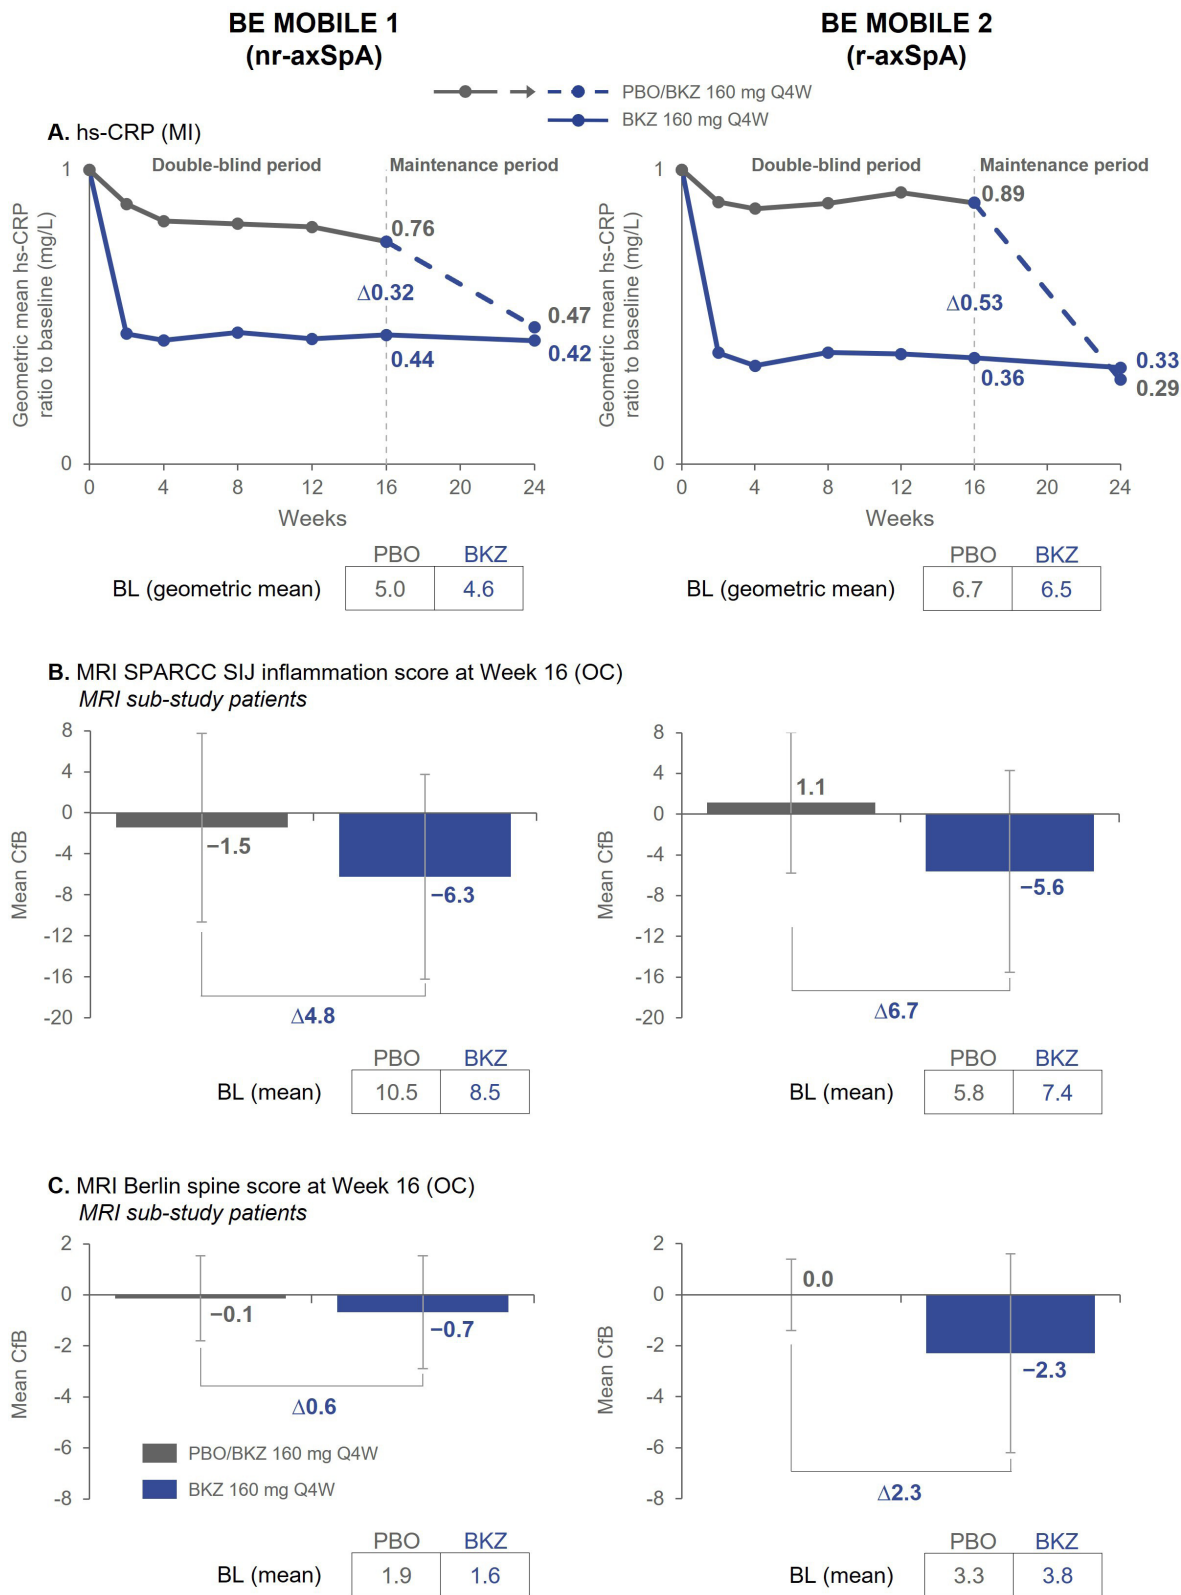 BE MOBILE 1
(nr-axSpA)
BE MOBILE 2
(r-axSpA)
PBO/BKZ 160 mg Q4W
BKZ 160 mg Q4W
A. hs-CRP (MI)
Geometric mean hs-CRP
ratio to baseline (mg/L)
1
0
Double-blind period
Maintenance period
0.76
Δ0.32
0.44
0.47
0.42
0 4 8 12 16 20 24
Weeks
Geometric mean hs-CRP
ratio to baseline (mg/L)
1
0
Double-blind period
Maintenance period
0.89
Δ0.53
0.36
0.33
0.29
0 4 8 12 16 20 24
Weeks
PBO BKZ
BL (geometric mean) 5.0 4.6
PBO BKZ
BL (geometric mean) 6.7 6.5
B. MRI SPARCC SIJ inflammation score at Week 16 (OC)
MRI sub-study patients
Mean CfB
8
4
0
-4
-8
-12
-16
-20
−1.5
−6.3
Δ4.8
Mean CfB
8
4
0
-4
-8
-12
-16
-20
1.1
−5.6
Δ6.7
PBO BKZ
BL (mean) 10.5 8.5
PBO BKZ
BL (mean) 5.8 7.4
C. MRI Berlin spine score at Week 16 (OC)
MRI sub-study patients
Mean CfB
2
0
-2
-4
-6
-8
−0.1
−0.7
Δ0.6
PBO/BKZ 160 mg Q4W
BKZ 160 mg Q4W
Mean CfB
2
0
-2
-4
-6
-8
0.0
−2.3
Δ2.3
PBO BKZ
BL (mean) 1.9 1.6
PBO BKZ
BL (mean) 3.3 3.8